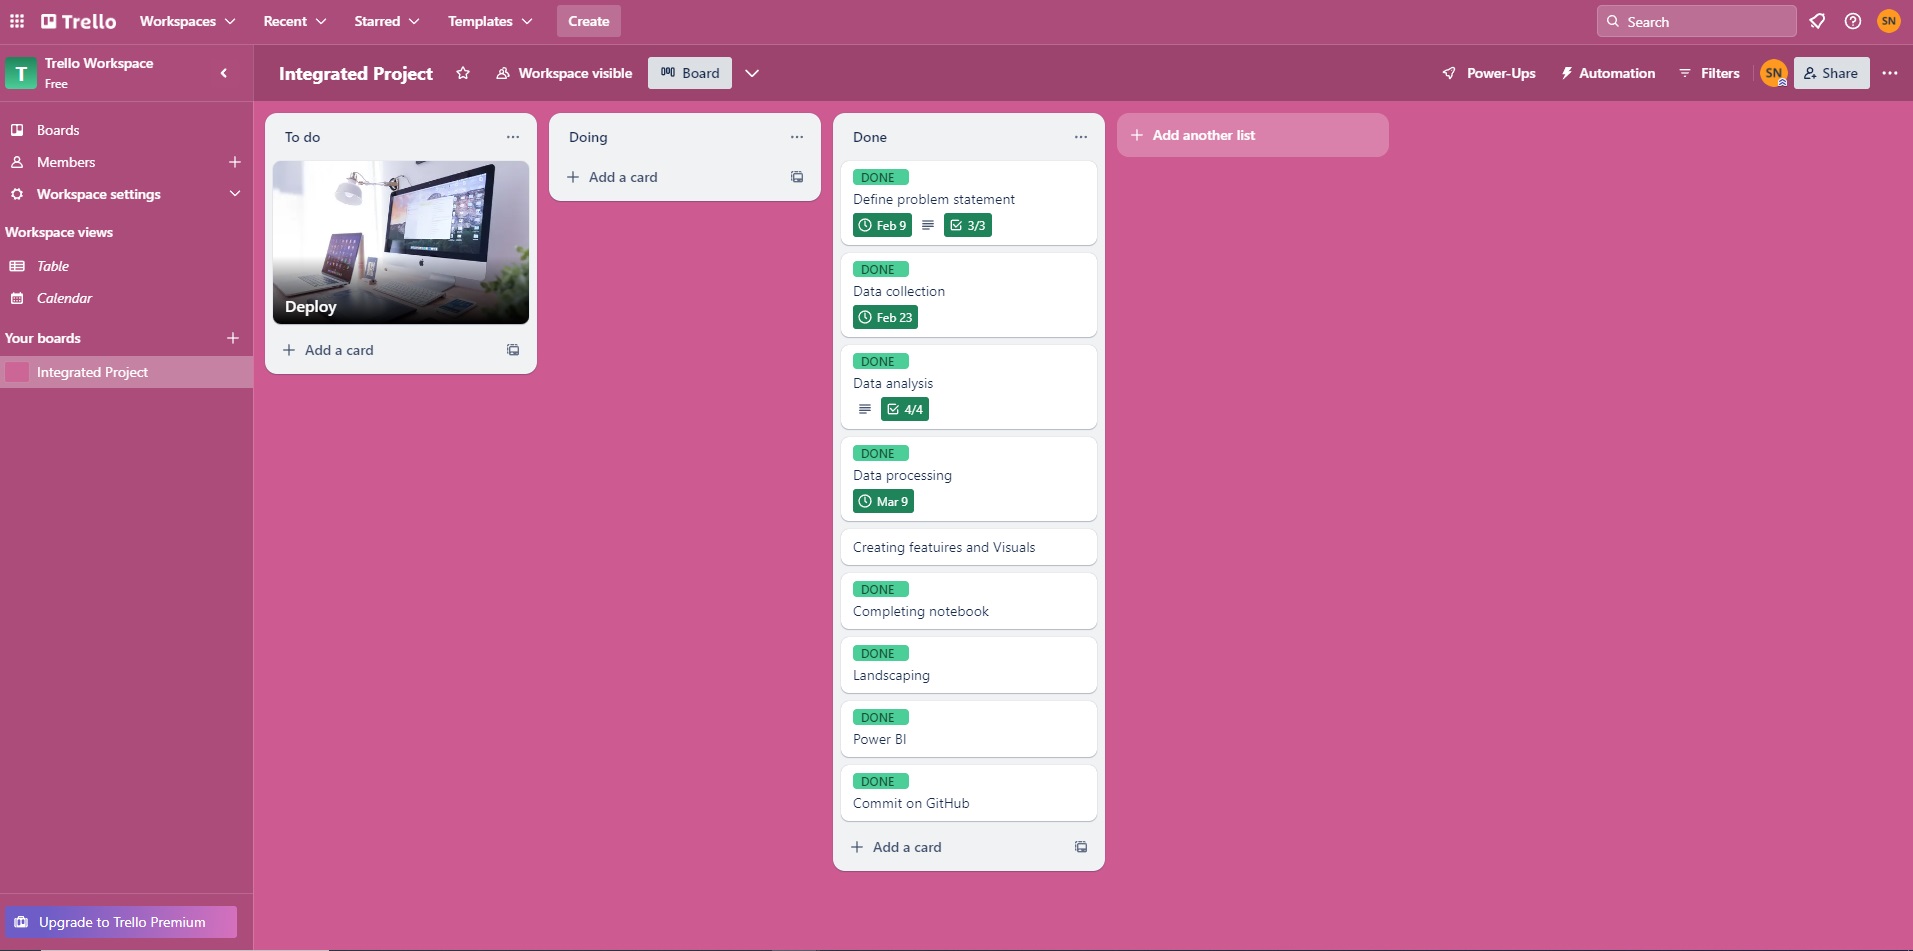 Trello Workspaces Recent Starred Templates Create Search SN
T Trello Workspace
Free
Integrated Project Workspace visible Board Power-Ups Automation Filters SN Share
Boards
Members
Workspace settings
Workspace views
Table
Calendar
Your boards
Integrated Project
Upgrade to Trello Premium
To do
Deploy
Add a card
Doing
Add a card
Done
DONE
Define problem statement
Feb 9 3/3
DONE
Data collection
Feb 23
DONE
Data analysis
4/4
DONE
Data processing
Mar 9
Creating featuires and Visuals
DONE
Completing notebook
DONE
Landscaping
DONE
Power BI
DONE
Commit on GitHub
Add a card
Add another list